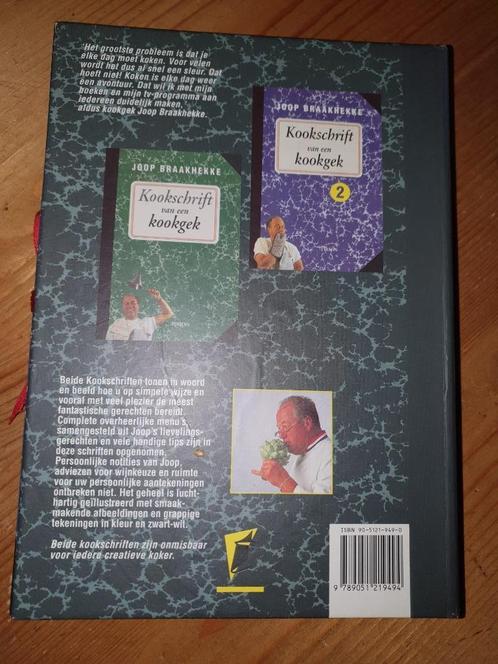 'Het grootste probleem is dat je
elke dag moet koken. Voor velen
wordt het dus al snel een sleur. Dat
hoeft niet! Koken is elke dag weer
een avontuur. Dat wil ik met mijn
boeken en mijn tv-programma aan
iedereen duidelijk maken,'
aldus kookgek Joop Braakhekke.
JOOP BRAAKHEKKE
Kookschrift
van een
kookgek
2
JOOP BRAAKHEKKE
Kookschrift
van een
kookgek
Beide Kookschriften tonen in woord
en beeld hoe u op simpele wijze en
vooral met veel plezier de meest
fantastische gerechten bereidt.
Complete overheerlijke menu's,
samengesteld uit Joop's lievelings-
gerechten en vele handige tips zijn in
deze schriften opgenomen.
Persoonlijke notities van Joop,
adviezen voor wijnkeuze en ruimte
voor uw persoonlijke aantekeningen
ontbreken niet. Het geheel is lucht-
hartig geïllustreerd met smaak-
makende afbeeldingen en grappige
tekeningen in kleur en zwart-wit.
Beide kookschriften zijn onmisbaar
voor iedere creatieve koker.
ISBN 90-5121-949-0
9 789051 219494